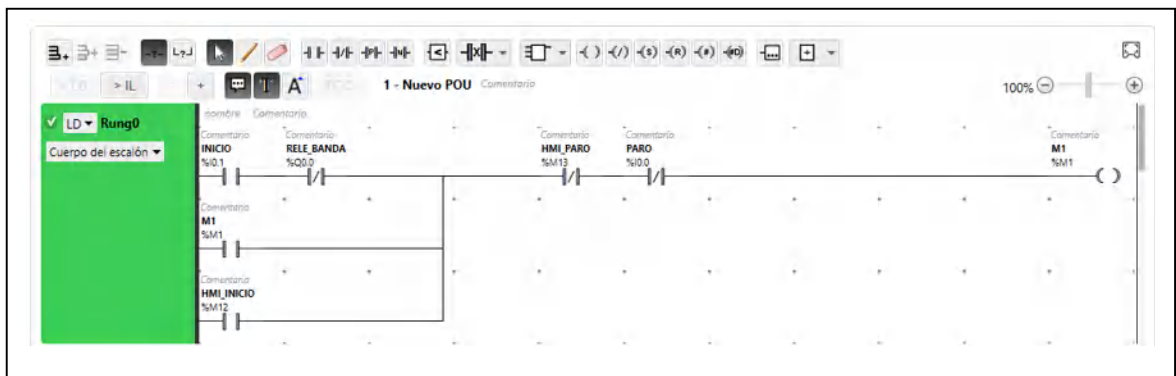 > IL
1 - Nuevo POU Comentario
100%
LD Rung0
nombre Comentario
Cuerpo del escalón
Comentario Comentario Comentario Comentario Comentario
INICIO RELE_BANDA HMI_PARO PARO M1
%I0.1 %Q0.0 %M13 %I0.0 %M1
Comentario
M1
%M1
Comentario
HMI_INICIO
%M12